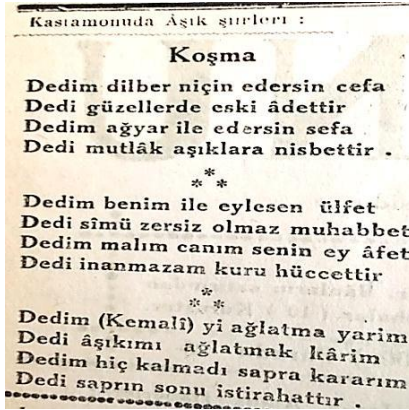 Kastamonuda Âşık şiirleri :
Koşma
Dedim dilber niçin edersin cefa
Dedi güzellerde eski âdettir
Dedim ağyar ile edersin sefa
Dedi mutlâk aşıklara nisbettir .
*
* *
Dedim benim ile eylesen ülfet
Dedi sîmü zersiz olmaz muhabbet
Dedim malım canım senin ey âfet
Dedi inanmazam kuru hüccettir
*
* *
Dedim (Kemalî) yi ağlatma yarim
Dedi âşıkımı ağlatmak kârim
Dedim hiç kalmadı sapra kararım
Dedi saprın sonu istirahattır .